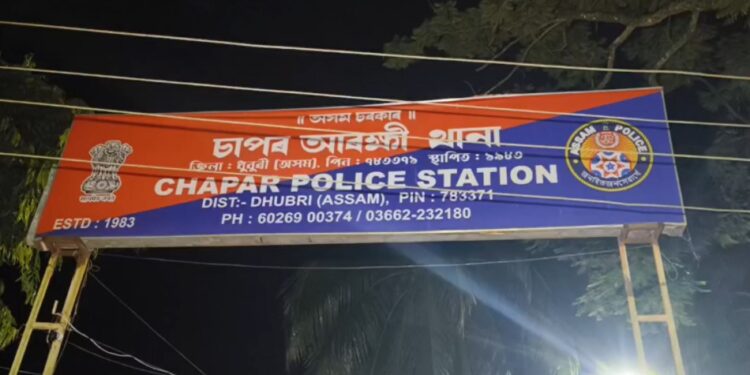 ॥ অসম চৰকাৰ ॥
চাপৰ আৰক্ষী থানা
জিলা : ধুবুৰী (অসম), পিন : ৭৮৩৩৭১ স্থাপিত : ১৯৮৩
CHAPAR POLICE STATION
DIST:- DHUBRI (ASSAM), PIN : 783371
ESTD : 1983
PH : 60269 00374 / 03662-232180
ASSAM POLICE